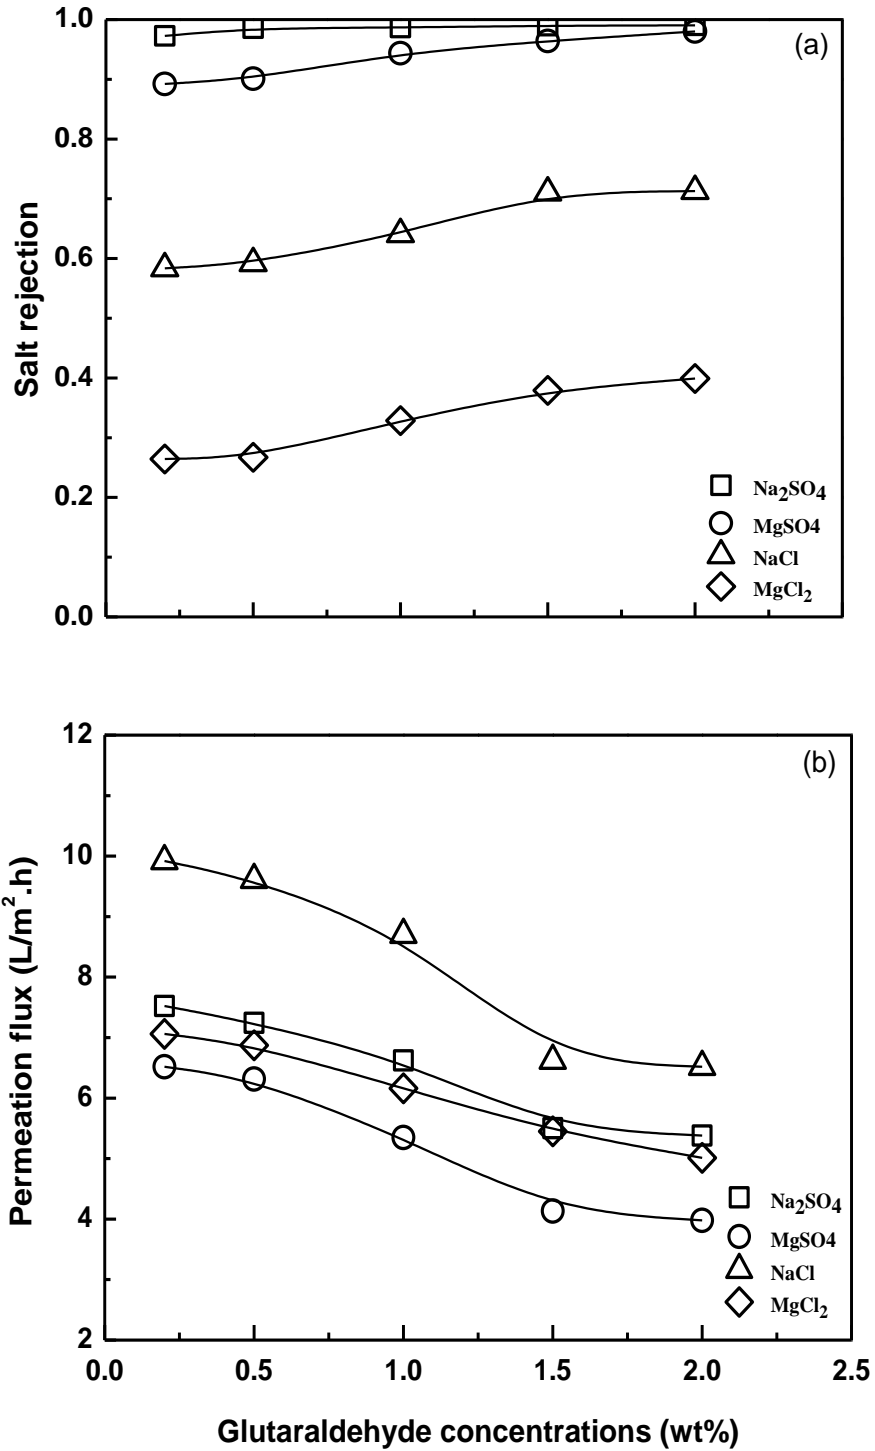 1.0
(a)
0.8
0.6
0.4
0.2
0.0
Salt rejection
Na₂SO₄
MgSO4
NaCl
MgCl₂
12
(b)
10
8
6
4
2
Permeation flux (L/m².h)
Na₂SO₄
MgSO4
NaCl
MgCl₂
0.0 0.5 1.0 1.5 2.0 2.5
Glutaraldehyde concentrations (wt%)